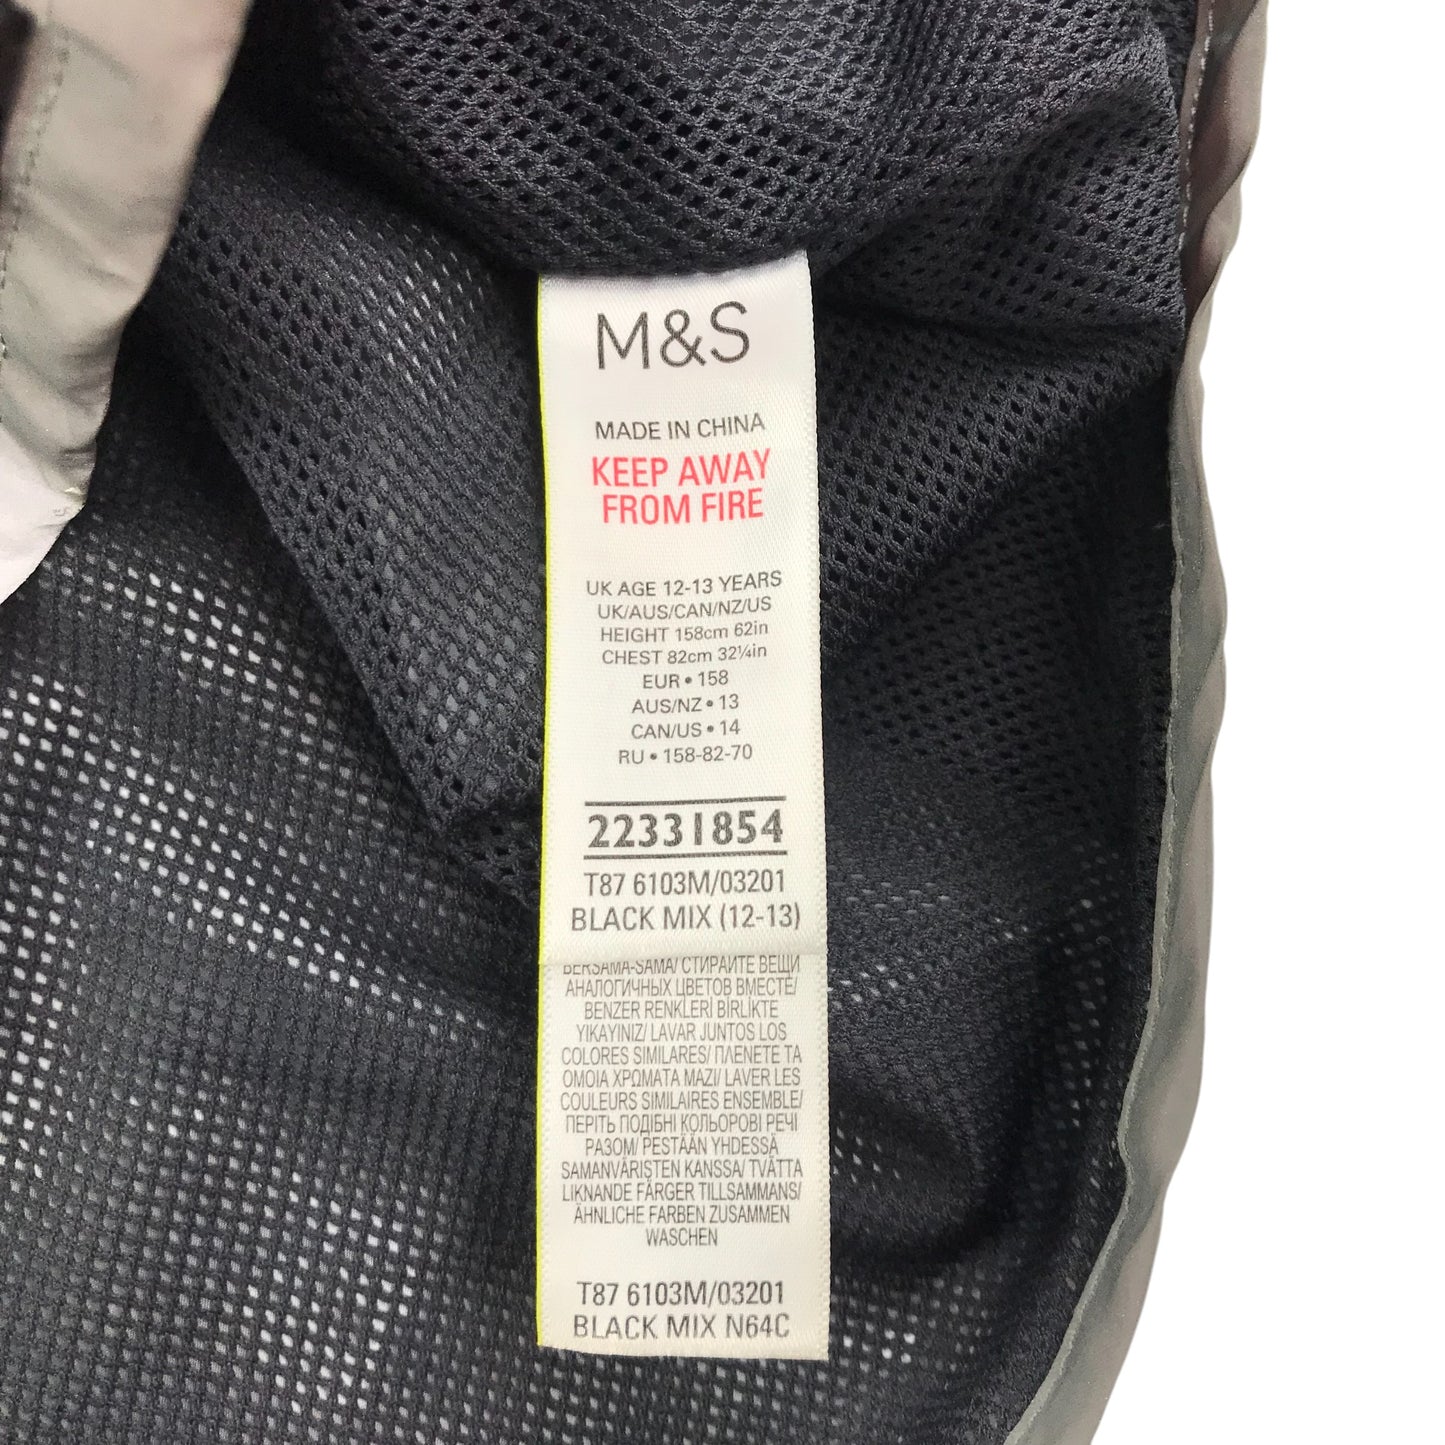 M&S
MADE IN CHINA
KEEP AWAY
FROM FIRE
UK AGE 12-13 YEARS
UK/AUS/CAN/NZ/US
HEIGHT 158cm 62in
CHEST 82cm 32¼in
EUR • 158
AUS/NZ • 13
CAN/US • 14
RU • 158-82-70
22331854
T87 6103M/03201
BLACK MIX (12-13)
BERSAMA-SAMA/ СТИРАЙТЕ ВЕЩИ
АНАЛОГИЧНЫХ ЦВЕТОВ ВМЕСТЕ/
BENZER RENKLERİ BİRLİKTE
YIKAYINIZ/ LAVAR JUNTOS LOS
COLORES SIMILARES/ ΠΛΕΝΕΤΕ ΤΑ
ΟΜΟΙΑ ΧΡΩΜΑΤΑ ΜΑΖΙ/ LAVER LES
COULEURS SIMILAIRES ENSEMBLE/
ПЕРІТЬ ПОДІБНІ КОЛЬОРОВІ РЕЧІ
РАЗОМ/ PESTÄÄN YHDESSÄ
SAMANVÄRISTEN KANSSA/ TVÄTTA
LIKNANDE FÄRGER TILLSAMMANS/
ÄHNLICHE FARBEN ZUSAMMEN
WASCHEN
T87 6103M/03201
BLACK MIX N64C